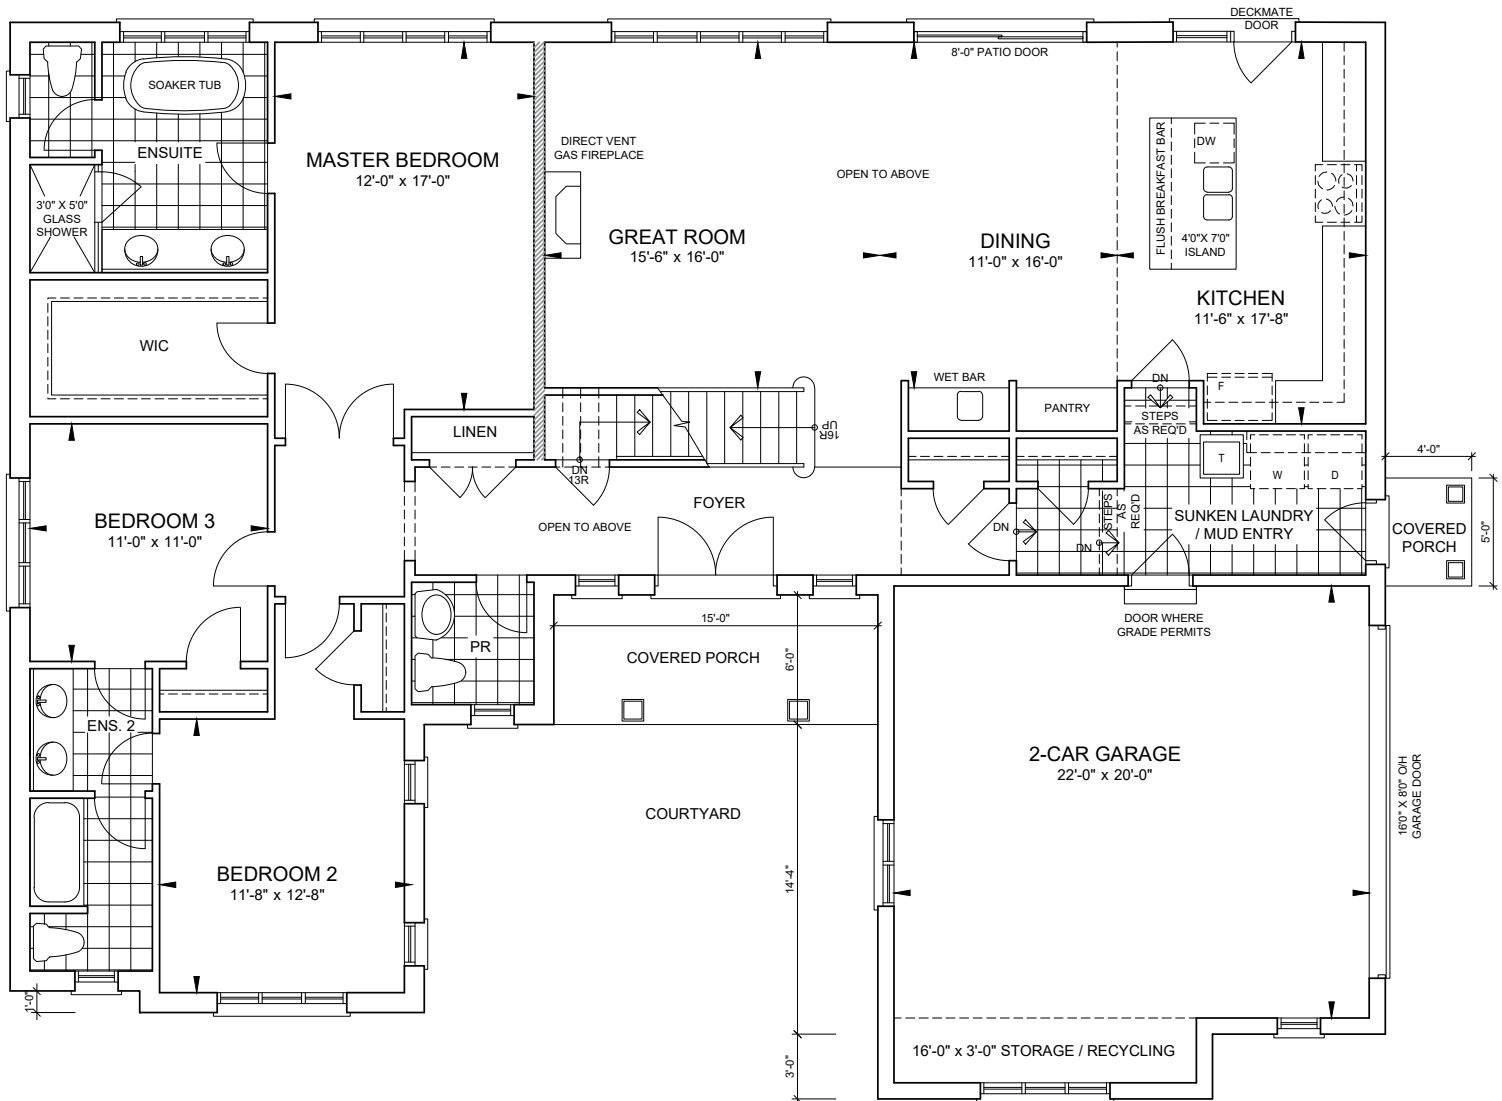 DECKMATE
DOOR
8'-0" PATIO DOOR
SOAKER TUB
ENSUITE
3'0" X 5'0"
GLASS
SHOWER
MASTER BEDROOM
12'-0" x 17'-0"
DIRECT VENT
GAS FIREPLACE
GREAT ROOM
15'-6" x 16'-0"
OPEN TO ABOVE
DINING
11'-0" x 16'-0"
FLUSH BREAKFAST BAR
DW
4'0"X 7'0"
ISLAND
KITCHEN
11'-6" x 17'-8"
WIC
WET BAR
PANTRY
DN
STEPS
AS REQ'D
F
LINEN
DN
13R
16R
UP
FOYER
OPEN TO ABOVE
T
W
D
STEPS
AS
REQ'D
DN
DN
SUNKEN LAUNDRY
/ MUD ENTRY
4'-0"
COVERED
PORCH
5'-0"
BEDROOM 3
11'-0" x 11'-0"
PR
15'-0"
COVERED PORCH
6'-0"
DOOR WHERE
GRADE PERMITS
ENS. 2
2-CAR GARAGE
22'-0" x 20'-0"
16'0" X 8'0" O/H
GARAGE DOOR
COURTYARD
BEDROOM 2
11'-8" x 12'-8"
14'-4"
1'-0"
3'-0"
16'-0" x 3'-0" STORAGE / RECYCLING